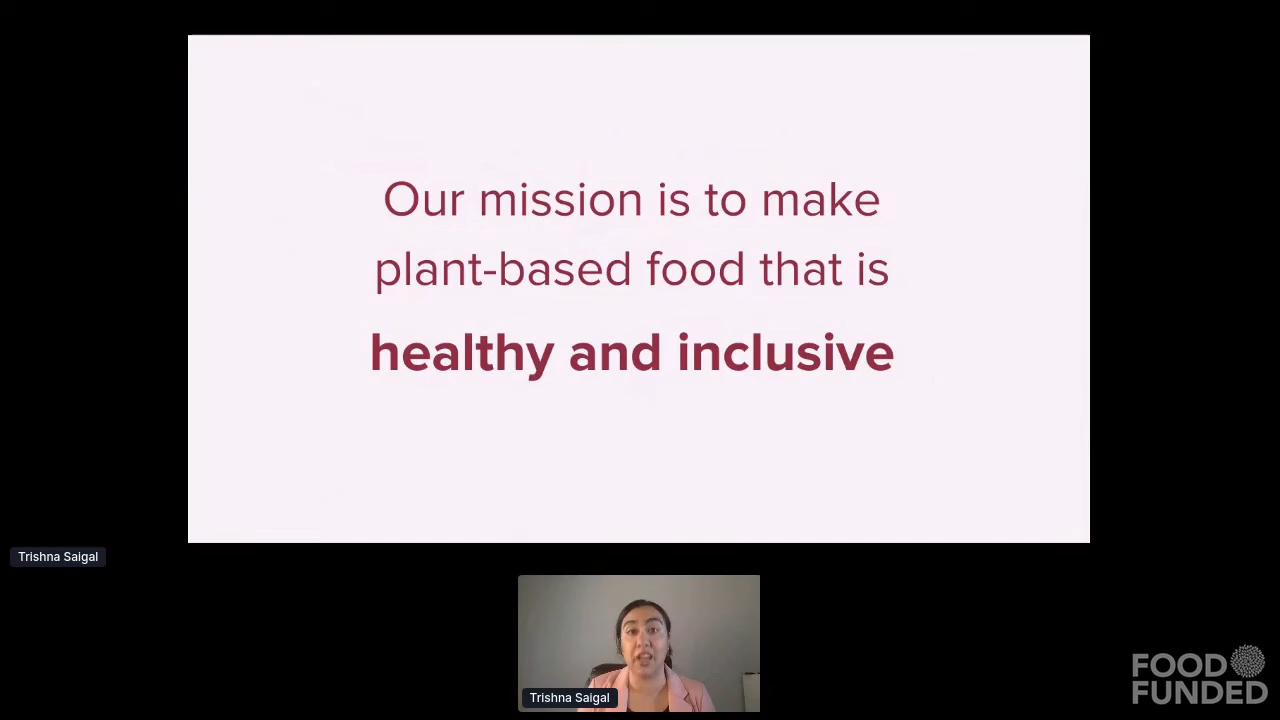 Our mission is to make
plant-based food that is
healthy and inclusive
Trishna Saigal
Trishna Saigal
FOOD
FUNDED